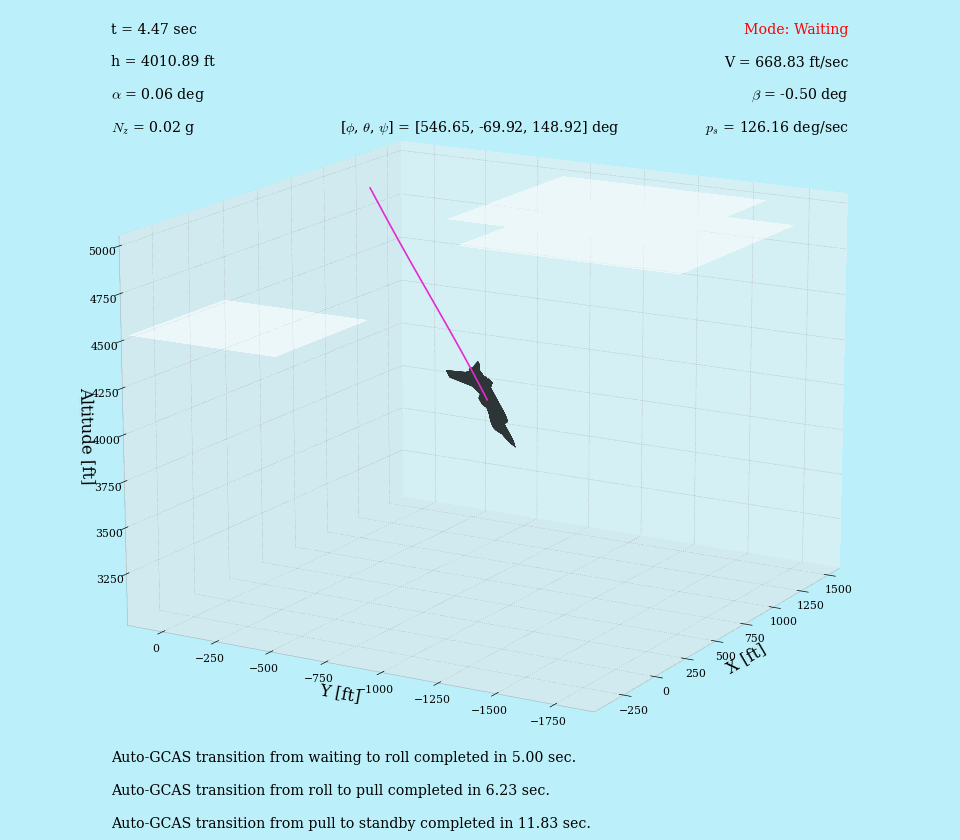 t = 4.47 sec
Mode: Waiting
h = 4010.89 ft
V = 668.83 ft/sec
α = 0.06 deg
β = -0.50 deg
N_z = 0.02 g
[ϕ, θ, ψ] = [546.65, -69.92, 148.92] deg
p_s = 126.16 deg/sec
5000
4750
4500
4250
4000
3750
3500
3250
Altitude [ft]
0
−250
−500
−750
−1000
−1250
−1500
−1750
Y [ft]
−250
0
250
500
750
1000
1250
1500
X [ft]
Auto-GCAS transition from waiting to roll completed in 5.00 sec.
Auto-GCAS transition from roll to pull completed in 6.23 sec.
Auto-GCAS transition from pull to standby completed in 11.83 sec.